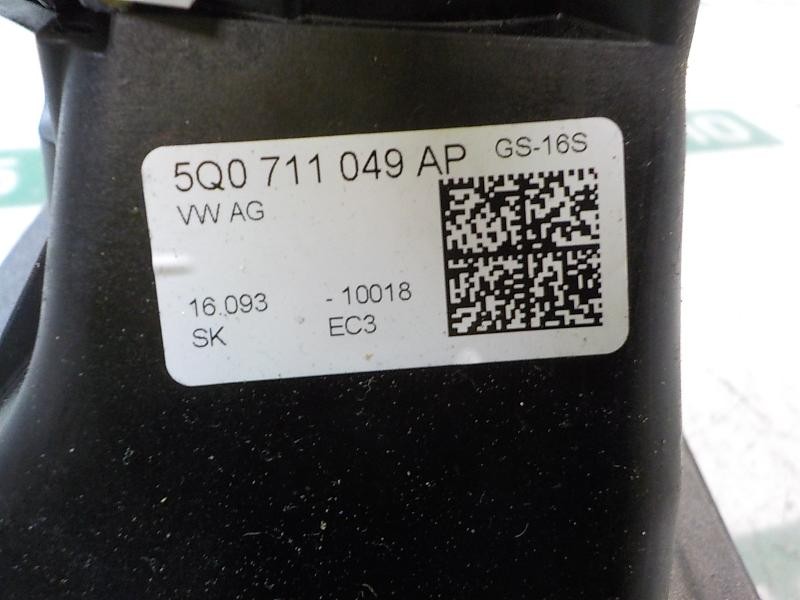 5Q0 711 049 AP GS-16S
VW AG
16.093 - 10018
SK EC3